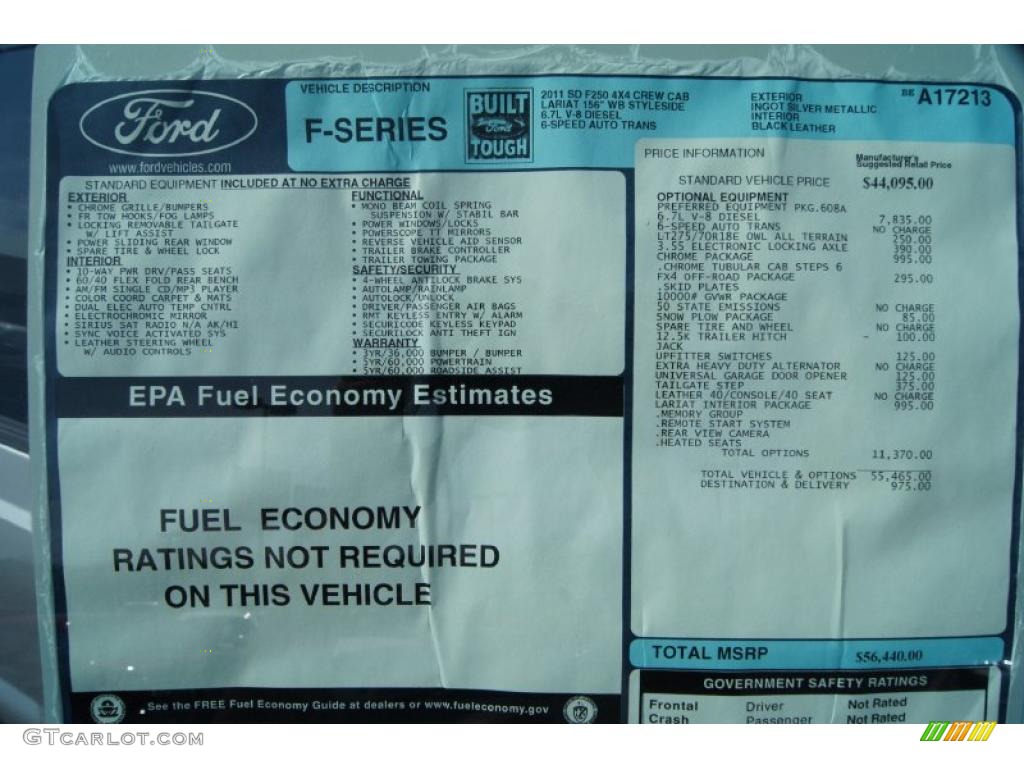 Ford
www.fordvehicles.com
VEHICLE DESCRIPTION
F-SERIES
BUILT
Ford
TOUGH
2011 SD F250 4X4 CREW CAB
LARIAT 156" WB STYLESIDE
6.7L V-8 DIESEL
6-SPEED AUTO TRANS
EXTERIOR
INGOT SILVER METALLIC
INTERIOR
BLACK LEATHER
BE A17213
STANDARD EQUIPMENT INCLUDED AT NO EXTRA CHARGE
EXTERIOR
• CHROME GRILLE/BUMPERS
• FR TOW HOOKS/FOG LAMPS
• LOCKING REMOVABLE TAILGATE
W/ LIFT ASSIST
• POWER SLIDING REAR WINDOW
• SPARE TIRE & WHEEL LOCK
INTERIOR
• 10-WAY PWR DRV/PASS SEATS
• 60/40 FLEX FOLD REAR BENCH
• AM/FM SINGLE CD/MP3 PLAYER
• COLOR COORD CARPET & MATS
• DUAL ELEC AUTO TEMP CNTRL
• ELECTROCHROMIC MIRROR
• SIRIUS SAT RADIO N/A AK/HI
• SYNC VOICE ACTIVATED SYS
• LEATHER STEERING WHEEL
W/ AUDIO CONTROLS
FUNCTIONAL
• MONO BEAM COIL SPRING
SUSPENSION W/ STABIL BAR
• POWER WINDOWS/LOCKS
• POWERSCOPE TT MIRRORS
• REVERSE VEHICLE AID SENSOR
• TRAILER BRAKE CONTROLLER
• TRAILER TOWING PACKAGE
SAFETY/SECURITY
• 4-WHEEL ANTILOCK BRAKE SYS
• AUTOLAMP/RAINLAMP
• AUTOLOCK/UNLOCK
• DRIVER/PASSENGER AIR BAGS
• RMT KEYLESS ENTRY W/ ALARM
• SECURICODE KEYLESS KEYPAD
• SECURILOCK ANTI THEFT IGN
WARRANTY
• 3YR/36,000 BUMPER / BUMPER
• 5YR/60,000 POWERTRAIN
• 5YR/60,000 ROADSIDE ASSIST
EPA Fuel Economy Estimates
FUEL ECONOMY
RATINGS NOT REQUIRED
ON THIS VEHICLE
See the FREE Fuel Economy Guide at dealers or www.fueleconomy.gov
PRICE INFORMATION
Manufacturer's
Suggested Retail Price
STANDARD VEHICLE PRICE $44,095.00
OPTIONAL EQUIPMENT
PREFERRED EQUIPMENT PKG.608A
6.7L V-8 DIESEL 7,835.00
6-SPEED AUTO TRANS NO CHARGE
LT275/70R18E OWL ALL TERRAIN 250.00
3.55 ELECTRONIC LOCKING AXLE 390.00
CHROME PACKAGE 995.00
.CHROME TUBULAR CAB STEPS 6
FX4 OFF-ROAD PACKAGE 295.00
.SKID PLATES
10000# GVWR PACKAGE
50 STATE EMISSIONS NO CHARGE
SNOW PLOW PACKAGE 85.00
SPARE TIRE AND WHEEL NO CHARGE
12.5K TRAILER HITCH - 100.00
JACK
UPFITTER SWITCHES 125.00
EXTRA HEAVY DUTY ALTERNATOR NO CHARGE
UNIVERSAL GARAGE DOOR OPENER 125.00
TAILGATE STEP 375.00
LEATHER 40/CONSOLE/40 SEAT NO CHARGE
LARIAT INTERIOR PACKAGE 995.00
.MEMORY GROUP
.REMOTE START SYSTEM
.REAR VIEW CAMERA
.HEATED SEATS
TOTAL OPTIONS 11,370.00
TOTAL VEHICLE & OPTIONS 55,465.00
DESTINATION & DELIVERY 975.00
TOTAL MSRP $56,440.00
GOVERNMENT SAFETY RATINGS
Frontal Driver Not Rated
Crash Passenger Not Rated
GTCarLot.com